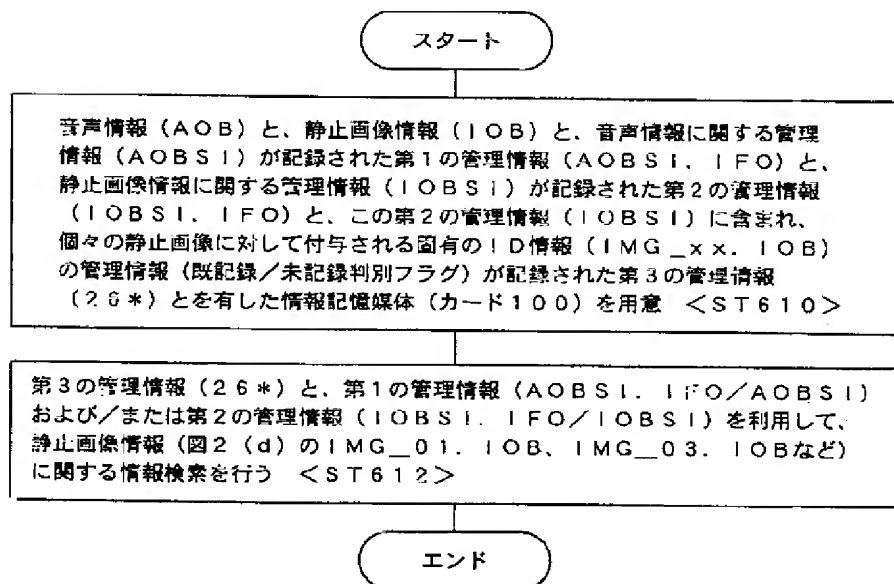 スタート
音声情報（AOB）と、静止画像情報（IOB）と、音声情報に関する管理
情報（AOBSI）が記録された第1の管理情報（AOBSI．IFO）と、
静止画像情報に関する管理情報（IOBSI）が記録された第2の管理情報
（IOBSI．IFO）と、この第2の管理情報（IOBSI）に含まれ、
個々の静止画像に対して付与される固有のID情報（IMG_xx．IOB）
の管理情報（既記録／未記録判別フラグ）が記録された第3の管理情報
（26*）とを有した情報記憶媒体（カード100）を用意 <ST610>
第3の管理情報（26*）と、第1の管理情報（AOBSI．IFO／AOBSI）
および／または第2の管理情報（IOBSI．IFO／IOBSI）を利用して、
静止画像情報（図2（d）のIMG_01．IOB、IMG_03．IOBなど）
に関する情報検索を行う <ST612>
エンド